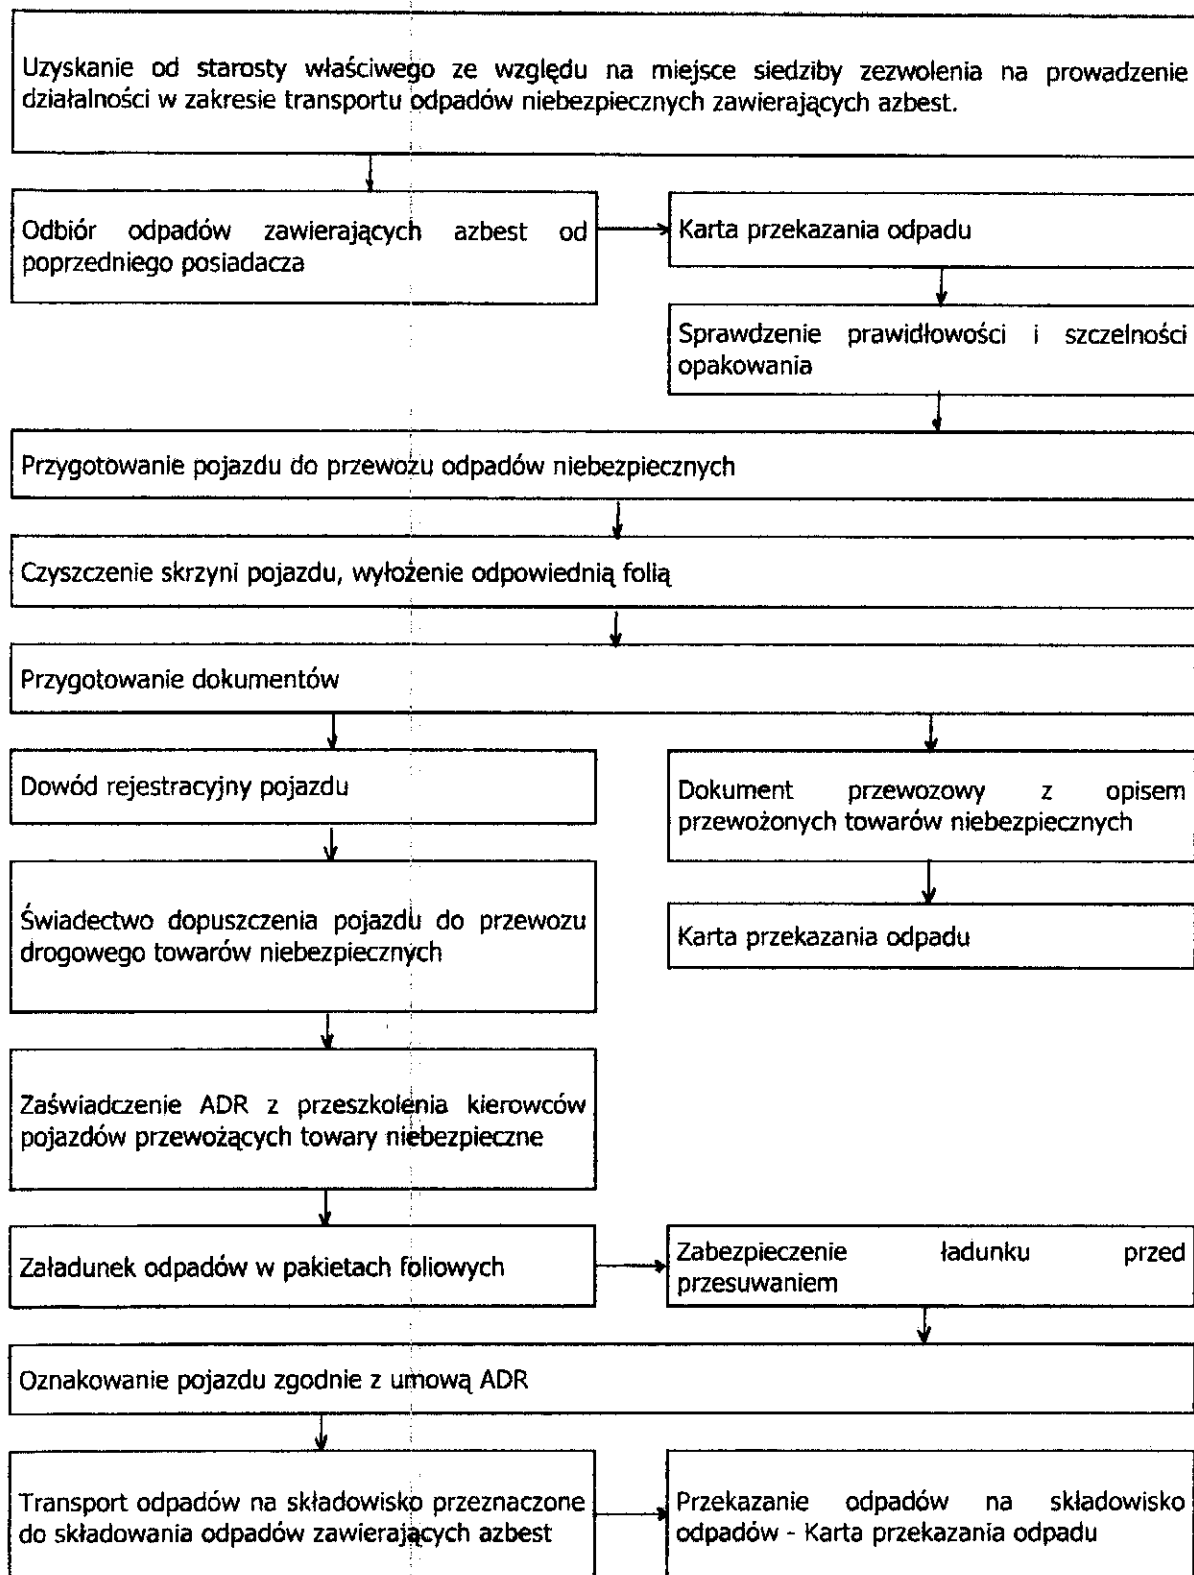 Uzyskanie od starosty właściwego ze względu na miejsce siedziby zezwolenia na prowadzenie
działalności w zakresie transportu odpadów niebezpiecznych zawierających azbest.
Odbiór odpadów zawierających azbest od
poprzedniego posiadacza
Karta przekazania odpadu
Sprawdzenie prawidłowości i szczelności
opakowania
Przygotowanie pojazdu do przewozu odpadów niebezpiecznych
Czyszczenie skrzyni pojazdu, wyłożenie odpowiednią folią
Przygotowanie dokumentów
Dowód rejestracyjny pojazdu
Dokument przewozowy z opisem
przewożonych towarów niebezpiecznych
Świadectwo dopuszczenia pojazdu do przewozu
drogowego towarów niebezpiecznych
Karta przekazania odpadu
Zaświadczenie ADR z przeszkolenia kierowców
pojazdów przewożących towary niebezpieczne
Załadunek odpadów w pakietach foliowych
Zabezpieczenie ładunku przed
przesuwaniem
Oznakowanie pojazdu zgodnie z umową ADR
Transport odpadów na składowisko przeznaczone
do składowania odpadów zawierających azbest
Przekazanie odpadów na składowisko
odpadów - Karta przekazania odpadu